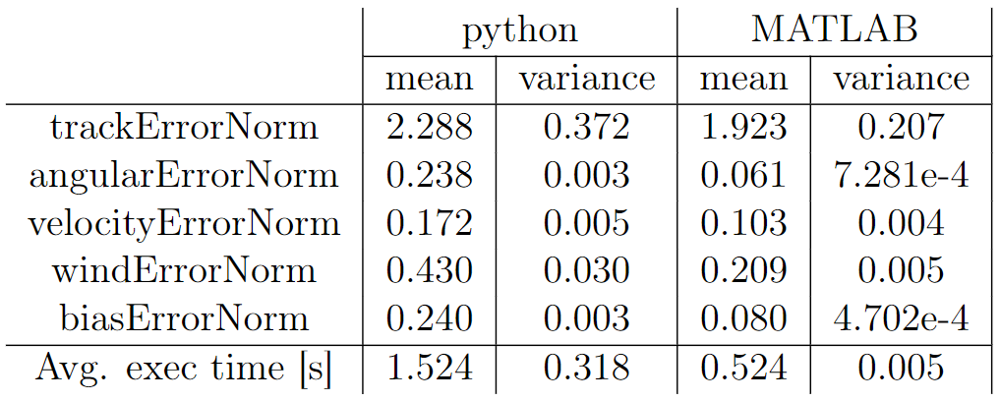 python MATLAB
mean variance mean variance
trackErrorNorm 2.288 0.372 1.923 0.207
angularErrorNorm 0.238 0.003 0.061 7.281e-4
velocityErrorNorm 0.172 0.005 0.103 0.004
windErrorNorm 0.430 0.030 0.209 0.005
biasErrorNorm 0.240 0.003 0.080 4.702e-4
Avg. exec time [s] 1.524 0.318 0.524 0.005